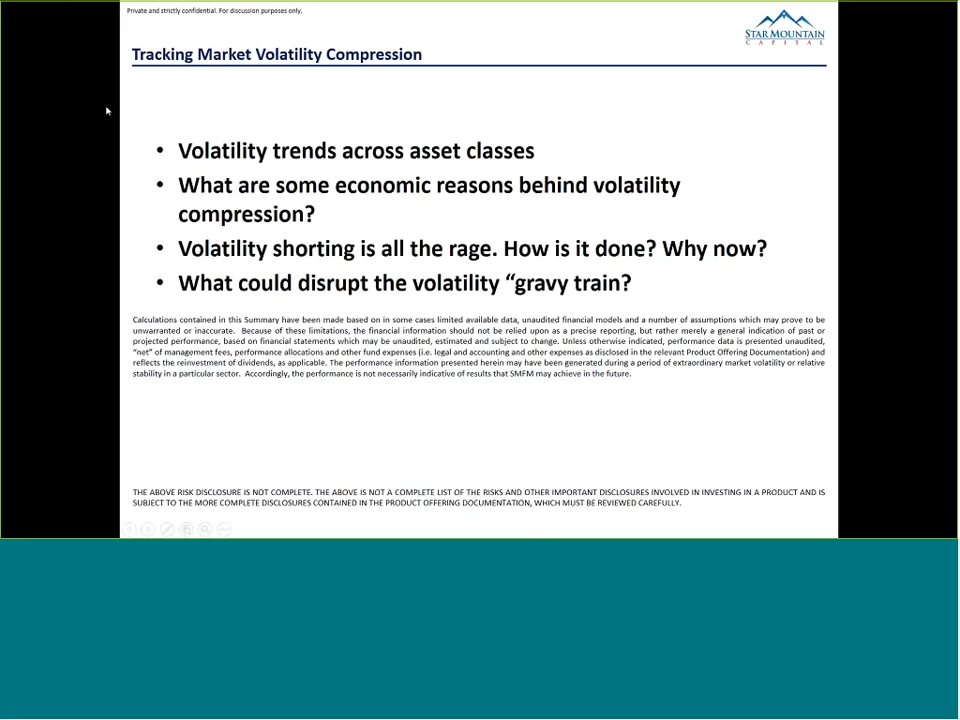 Private and strictly confidential. For discussion purposes only.
STAR MOUNTAIN
CAPITAL
Tracking Market Volatility Compression
• Volatility trends across asset classes
• What are some economic reasons behind volatility
compression?
• Volatility shorting is all the rage. How is it done? Why now?
• What could disrupt the volatility “gravy train?
Calculations contained in this Summary have been made based on in some cases limited available data, unaudited financial models and a number of assumptions which may prove to be
unwarranted or inaccurate. Because of these limitations, the financial information should not be relied upon as a precise reporting, but rather merely a general indication of past or
projected performance, based on financial statements which may be unaudited, estimated and subject to change. Unless otherwise indicated, performance data is presented unaudited,
“net” of management fees, performance allocations and other fund expenses (i.e. legal and accounting and other expenses as disclosed in the relevant Product Offering Documentation) and
reflects the reinvestment of dividends, as applicable. The performance information presented herein may have been generated during a period of extraordinary market volatility or relative
stability in a particular sector. Accordingly, the performance is not necessarily indicative of results that SMFM may achieve in the future.
THE ABOVE RISK DISCLOSURE IS NOT COMPLETE. THE ABOVE IS NOT A COMPLETE LIST OF THE RISKS AND OTHER IMPORTANT DISCLOSURES INVOLVED IN INVESTING IN A PRODUCT AND IS
SUBJECT TO THE MORE COMPLETE DISCLOSURES CONTAINED IN THE PRODUCT OFFERING DOCUMENTATION, WHICH MUST BE REVIEWED CAREFULLY.